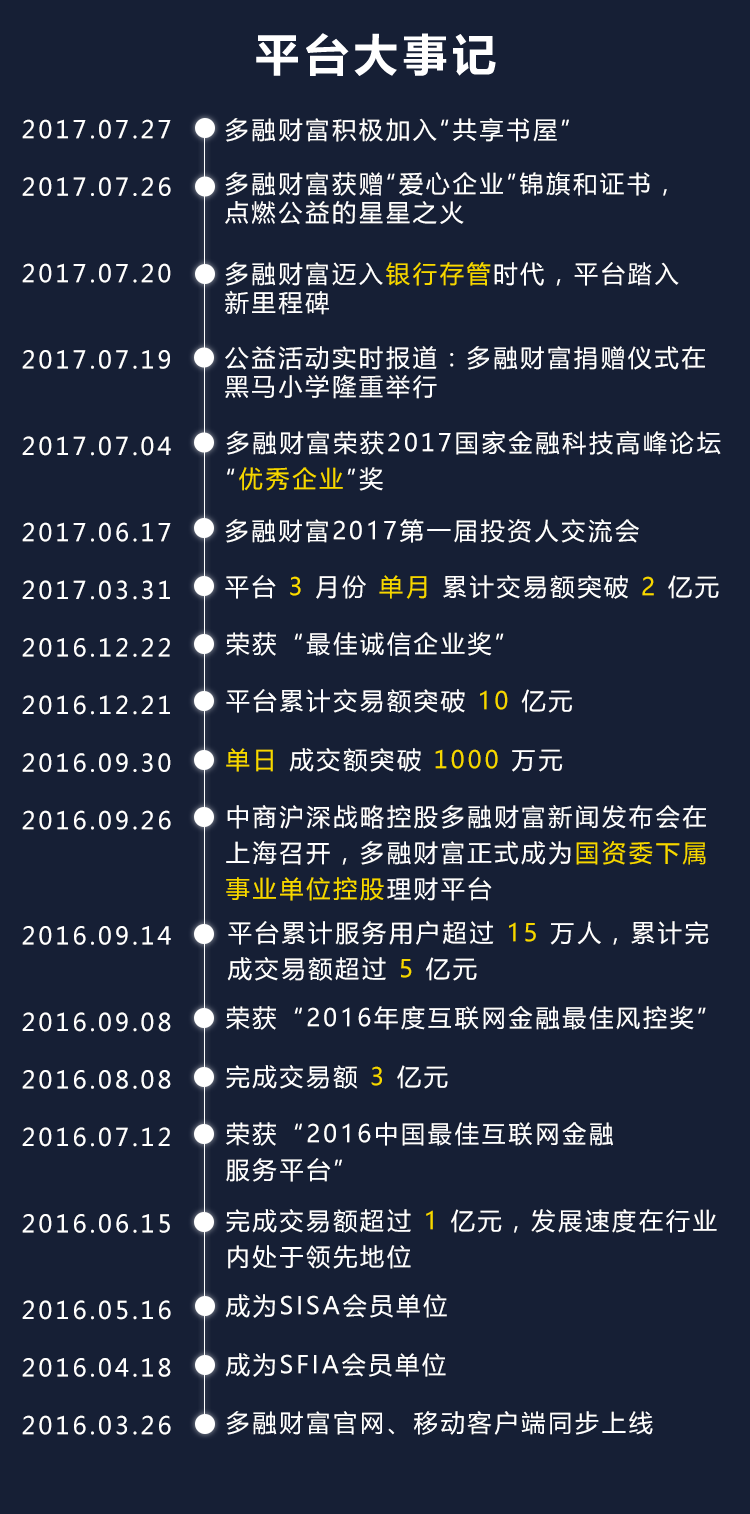 平台大事记
2017.07.27 多融财富积极加入“共享书屋”
2017.07.26 多融财富获赠“爱心企业”锦旗和证书，
点燃公益的星星之火
2017.07.20 多融财富迈入银行存管时代，平台踏入
新里程碑
2017.07.19 公益活动实时报道：多融财富捐赠仪式在
黑马小学隆重举行
2017.07.04 多融财富荣获2017国家金融科技高峰论坛
“优秀企业”奖
2017.06.17 多融财富2017第一届投资人交流会
2017.03.31 平台 3 月份 单月 累计交易额突破 2 亿元
2016.12.22 荣获“最佳诚信企业奖”
2016.12.21 平台累计交易额突破 10 亿元
2016.09.30 单日 成交额突破 1000 万元
2016.09.26 中商沪深战略控股多融财富新闻发布会在
上海召开，多融财富正式成为国资委下属
事业单位控股理财平台
2016.09.14 平台累计服务用户超过 15 万人，累计完
成交易额超过 5 亿元
2016.09.08 荣获“2016年度互联网金融最佳风控奖”
2016.08.08 完成交易额 3 亿元
2016.07.12 荣获“2016中国最佳互联网金融
服务平台”
2016.06.15 完成交易额超过 1 亿元，发展速度在行业
内处于领先地位
2016.05.16 成为SISA会员单位
2016.04.18 成为SFIA会员单位
2016.03.26 多融财富官网、移动客户端同步上线